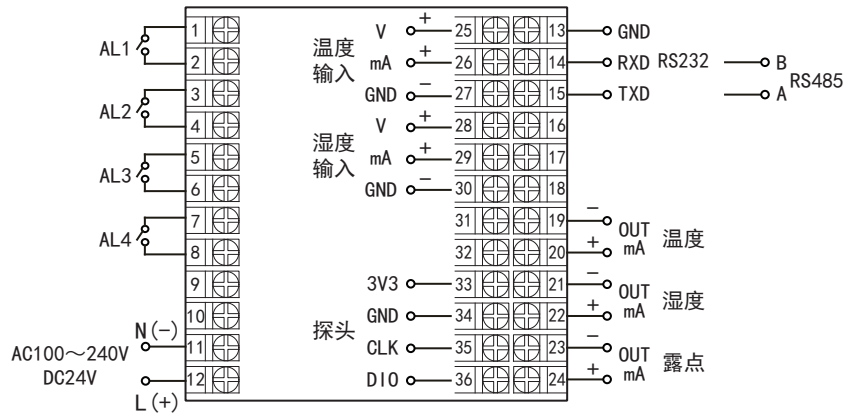 AL1
1
2
AL2
3
4
AL3
5
6
AL4
7
8
9
10
AC100～240V
DC24V
N(−)
11
L(+)
12
温度
输入
V + 25
mA + 26
GND − 27
湿度
输入
V + 28
mA + 29
GND − 30
31
32
探头
3V3 33
GND 34
CLK 35
DIO 36
13 GND
14 RXD RS232 B
15 TXD A RS485
16
17
18
19 −
20 +
OUT
mA
温度
21 −
22 +
OUT
mA
湿度
23 −
24 +
OUT
mA
露点